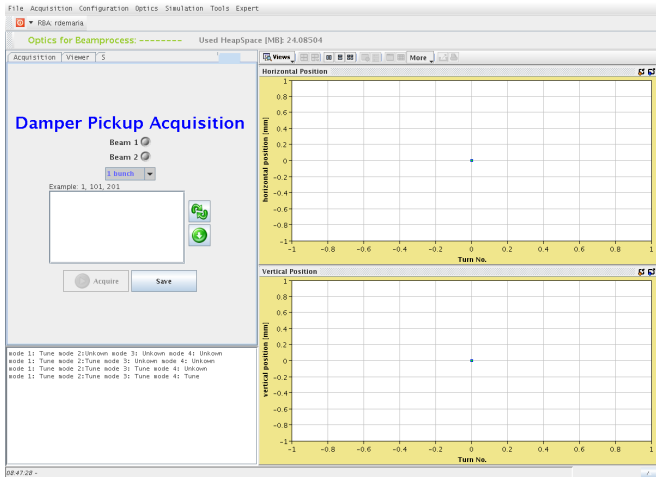 File Acquisition Configuration Optics Simulation Tools Expert
RBA: rdemaria
Optics for Beamprocess: -------- Used HeapSpace [MB]: 24.08504
Acquisition Viewer S
Damper Pickup Acquisition
Beam 1
Beam 2
1 bunch
Example: 1, 101, 201
Acquire Save
mode 1: Tune mode 2:Unkown mode 3: Unkown mode 4: Unkown
mode 1: Tune mode 2:Tune mode 3: Unkown mode 4: Unkown
mode 1: Tune mode 2:Tune mode 3: Tune mode 4: Unkown
mode 1: Tune mode 2:Tune mode 3: Tune mode 4: Tune
Views More
Horizontal Position
horizontal position [mm]
1
0.8
0.6
0.4
0.2
0
-0.2
-0.4
-0.6
-0.8
-1
-1 -0.8 -0.6 -0.4 -0.2 0 0.2 0.4 0.6 0.8 1
Turn No.
Vertical Position
vertical position [mm]
1
0.8
0.6
0.4
0.2
0
-0.2
-0.4
-0.6
-0.8
-1
-1 -0.8 -0.6 -0.4 -0.2 0 0.2 0.4 0.6 0.8 1
Turn No.
08:47:28 -